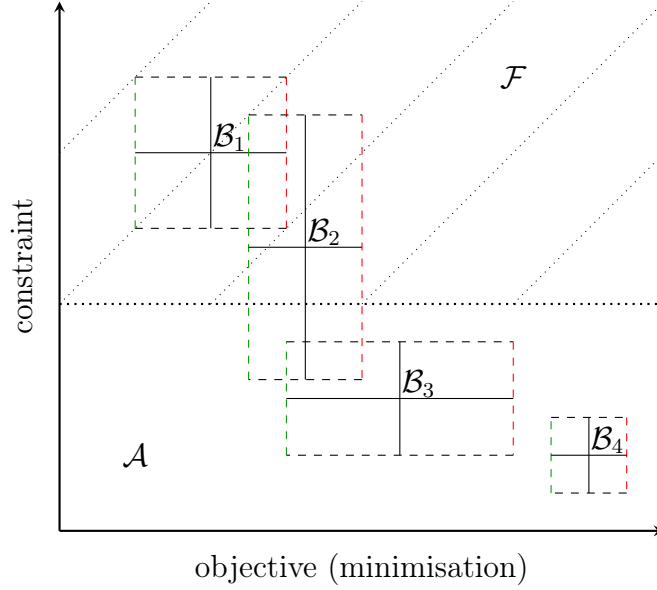 ℱ
ℬ₁
ℬ₂
constraint
ℬ₃
ℬ₄
𝒜
objective (minimisation)